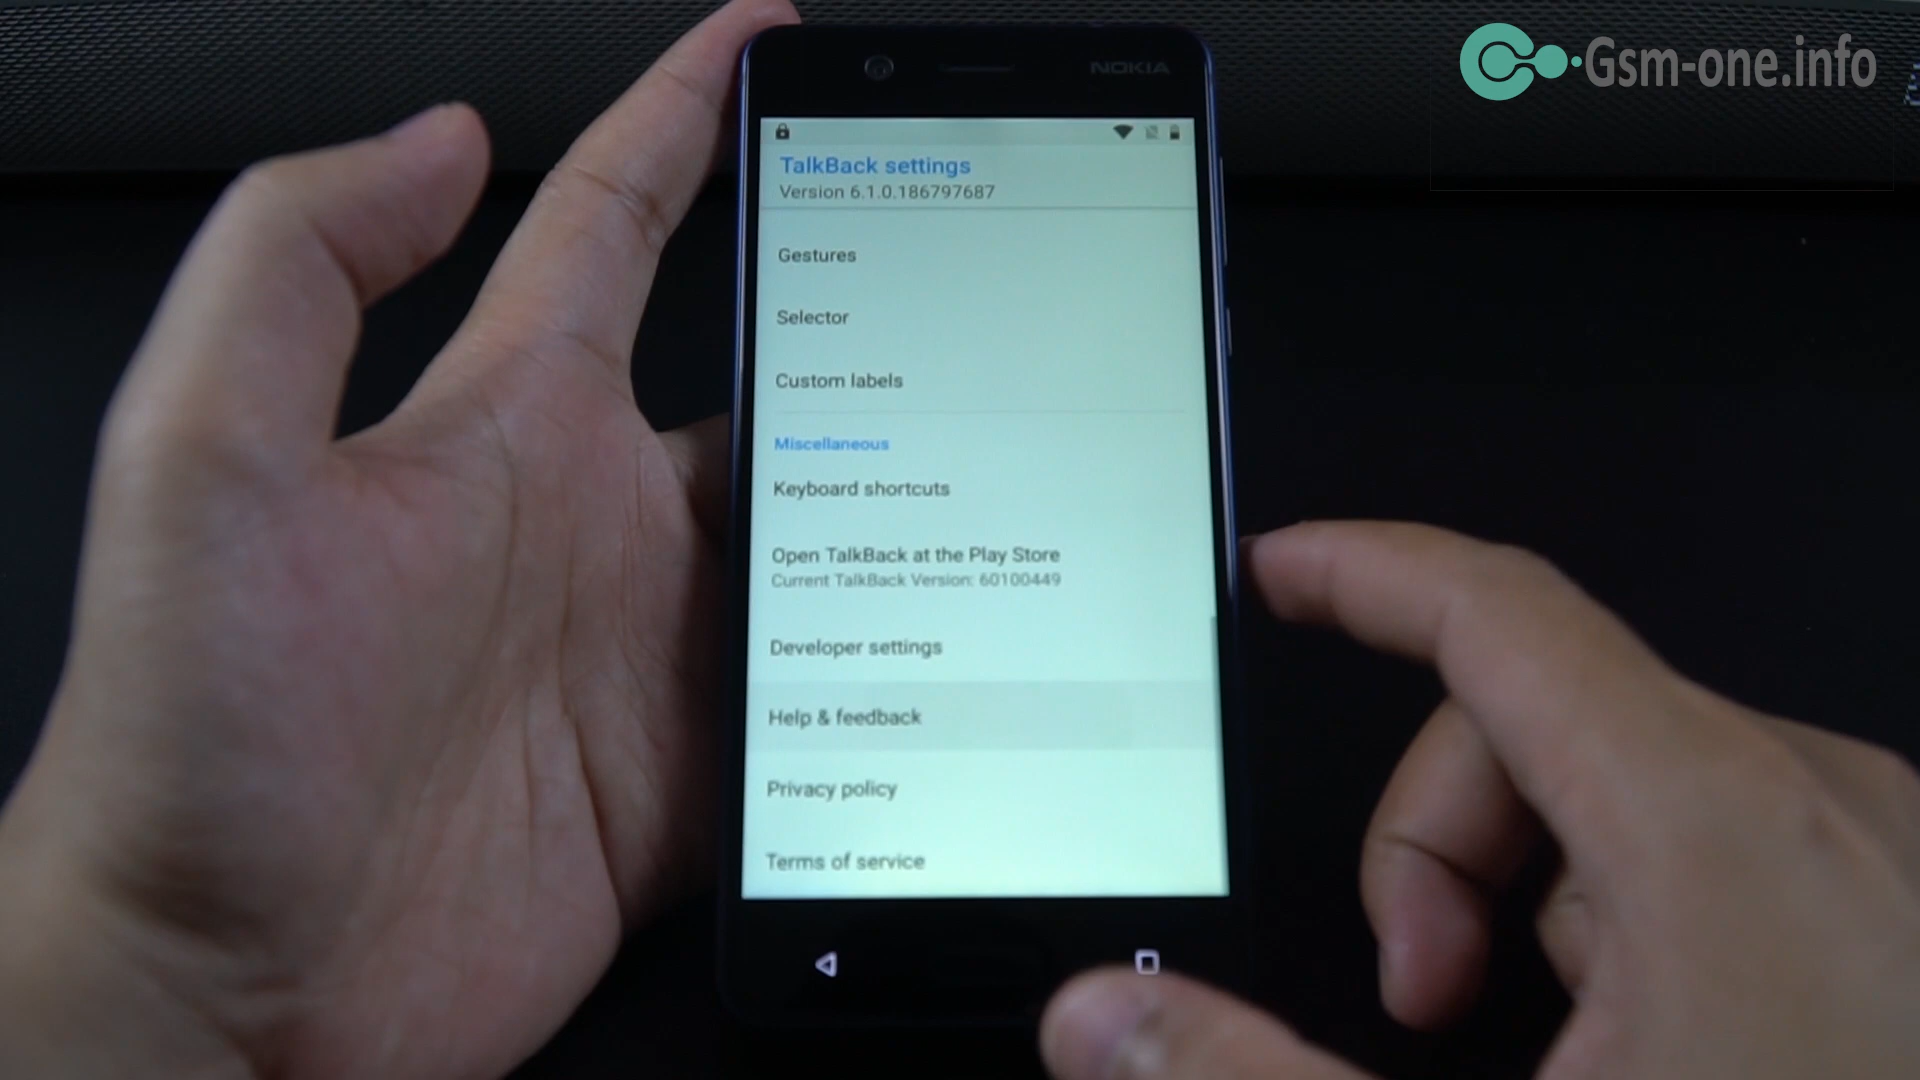 Gsm-one.info
NOKIA
TalkBack settings
Version 6.1.0.186797687
Gestures
Selector
Custom labels
Miscellaneous
Keyboard shortcuts
Open TalkBack at the Play Store
Current TalkBack Version: 60100449
Developer settings
Help & feedback
Privacy policy
Terms of service